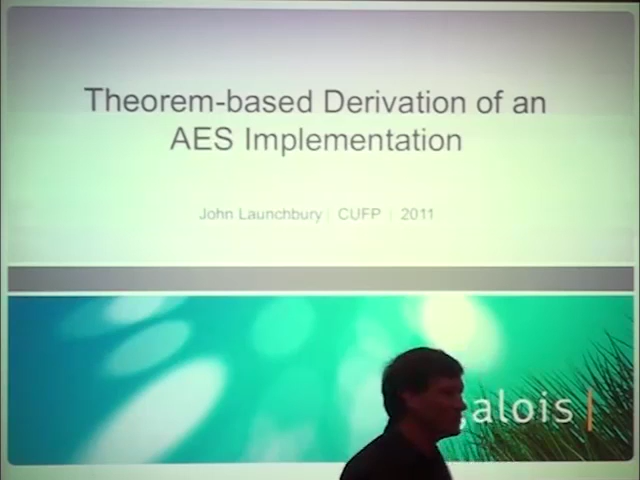 Theorem-based Derivation of an
AES Implementation
John Launchbury | CUFP | 2011
alois |